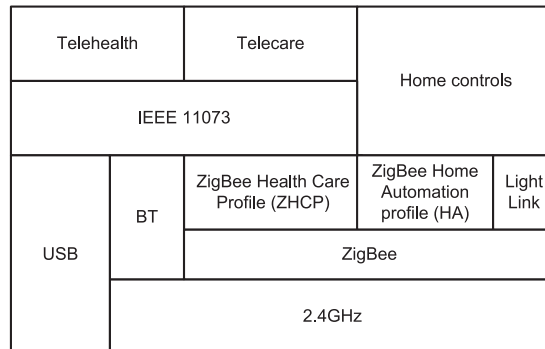 Telehealth
Telecare
Home controls
IEEE 11073
ZigBee Health Care
Profile (ZHCP)
ZigBee Home
Automation
profile (HA)
Light
Link
BT
USB
ZigBee
2.4GHz